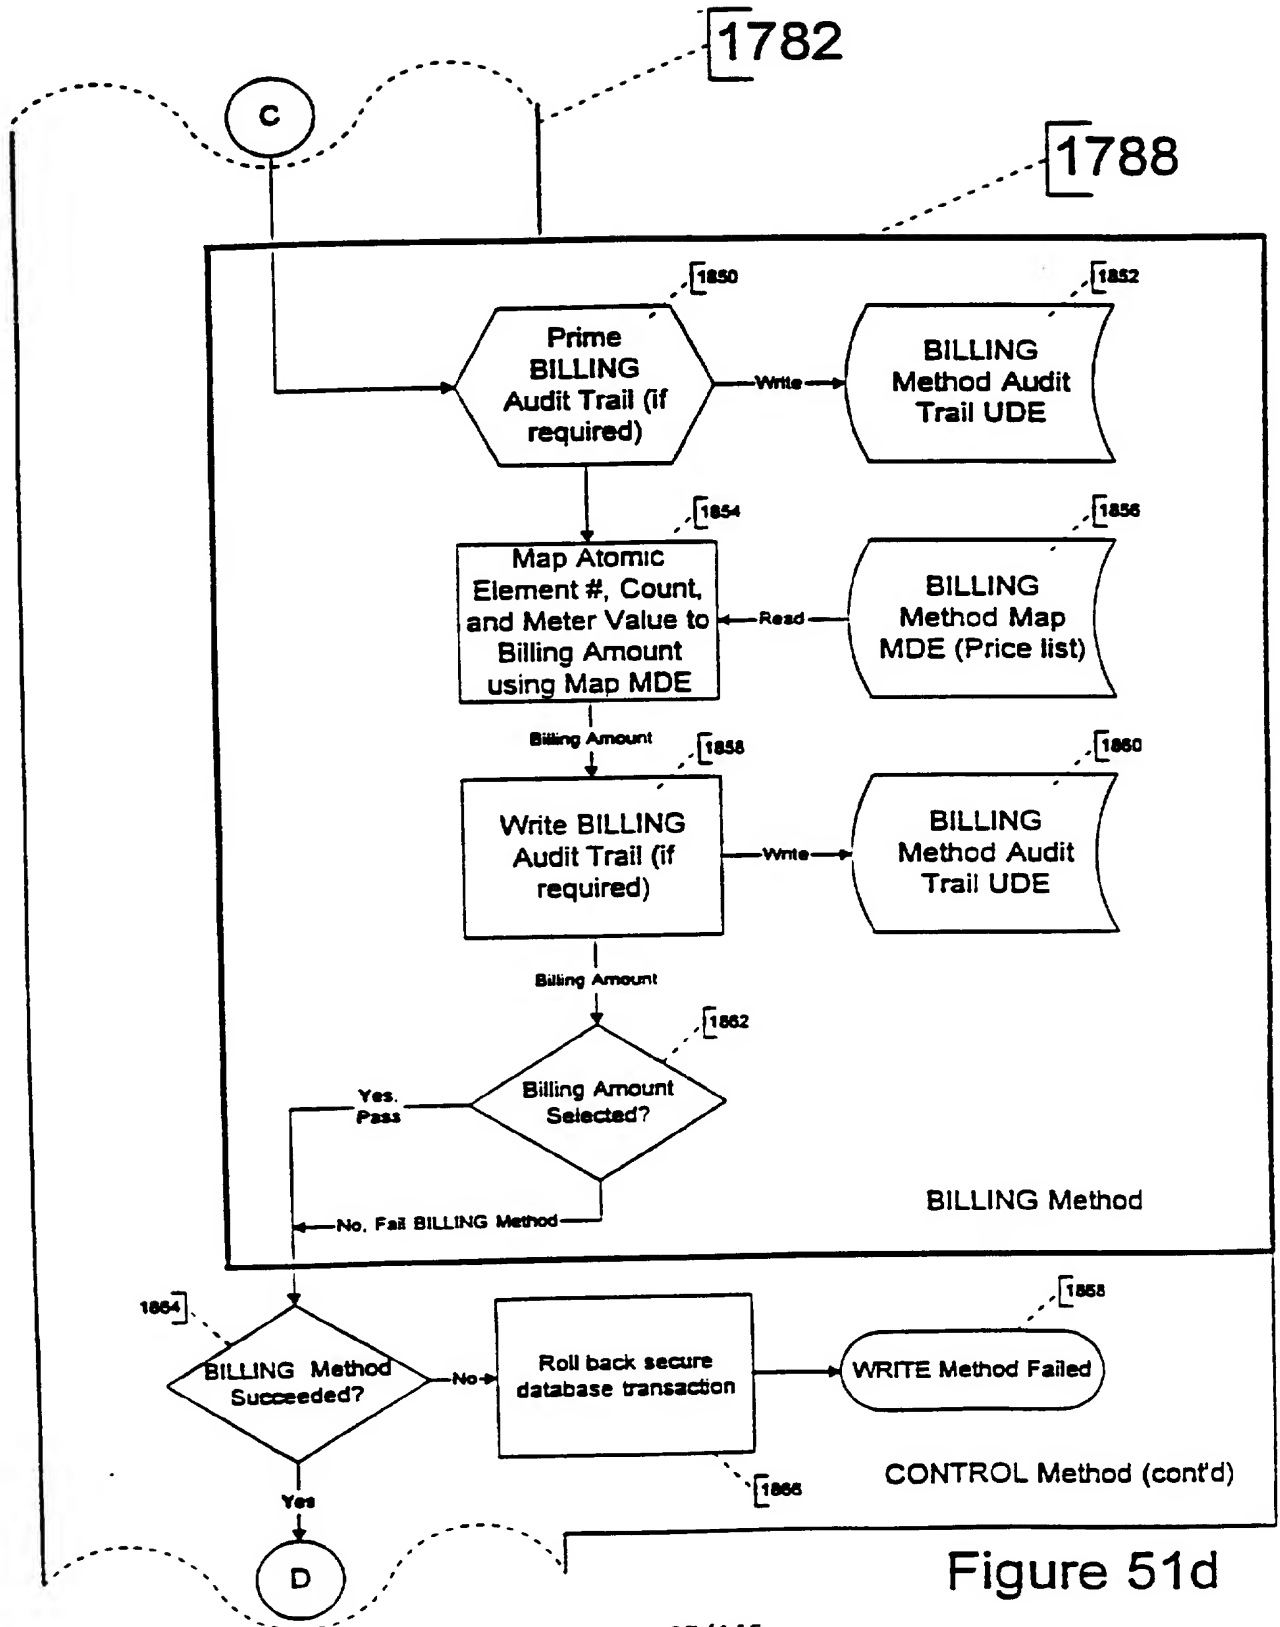 1782
C
1788
1850
1852
Prime
BILLING
Audit Trail (if
required)
Write
BILLING
Method Audit
Trail UDE
1854
1856
Map Atomic
Element #, Count,
and Meter Value to
Billing Amount
using Map MDE
Read
BILLING
Method Map
MDE (Price list)
Billing Amount
1858
1860
Write BILLING
Audit Trail (if
required)
Write
BILLING
Method Audit
Trail UDE
Billing Amount
1862
Billing Amount
Selected?
Yes,
Pass
No, Fail BILLING Method
BILLING Method
1864
1868
BILLING Method
Succeeded?
No
Roll back secure
database transaction
WRITE Method Failed
1866
CONTROL Method (cont'd)
Yes
D
Figure 51d